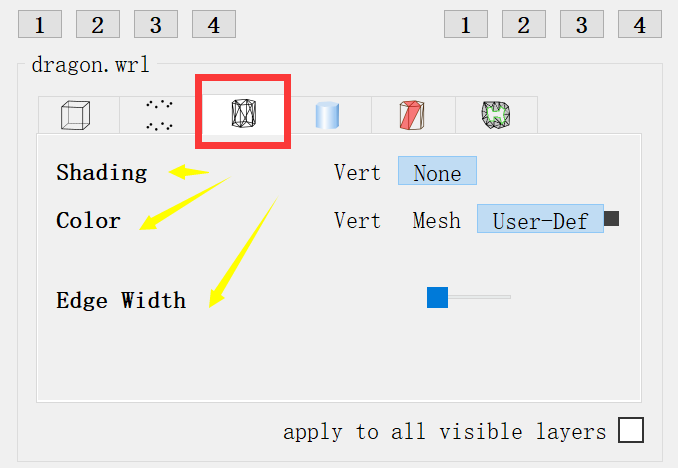 1 2 3 4 1 2 3 4
dragon.wrl
Shading Vert None
Color Vert Mesh User-Def
Edge Width
apply to all visible layers